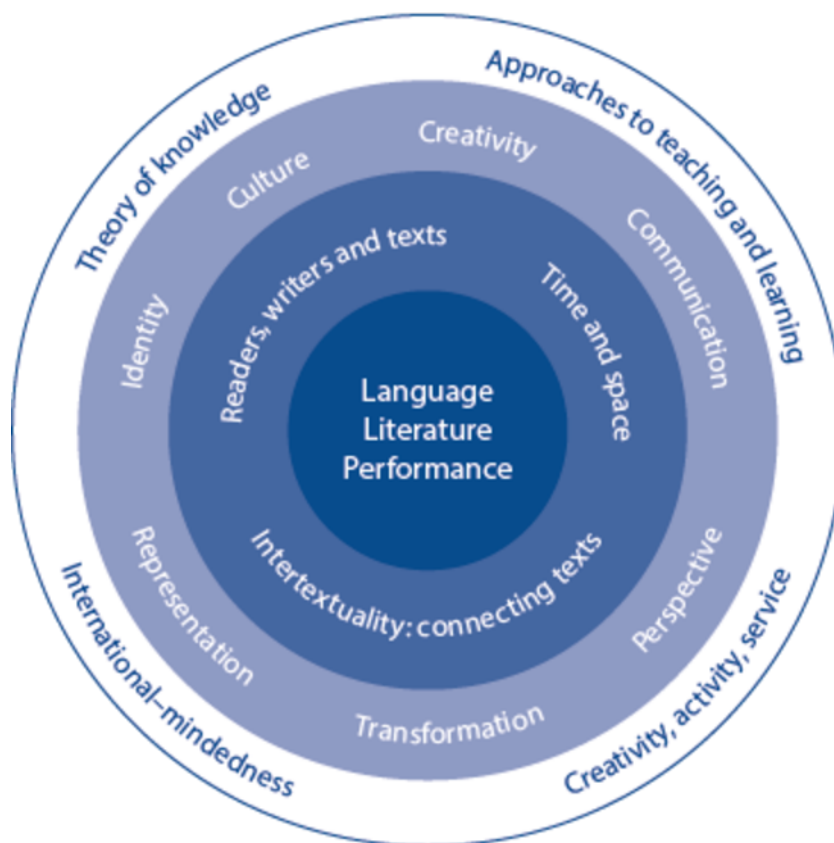 Theory of knowledge
Approaches to teaching and learning
Creativity, activity, service
International–mindedness
Identity
Culture
Creativity
Communication
Perspective
Transformation
Representation
Readers, writers and texts
Time and space
Intertextuality: connecting texts
Language
Literature
Performance